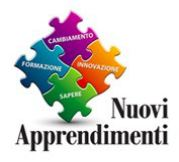 CAMBIAMENTO
FORMAZIONE
INNOVAZIONE
SAPERE
Nuovi
Apprendimenti